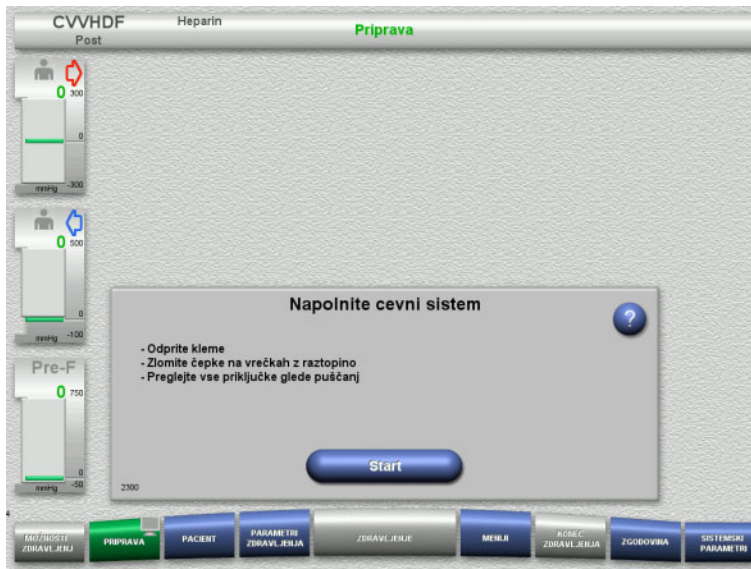 CVVHDF
Heparin
Post
Priprava
0
300
0
-300
mmHg
0
500
0
-100
mmHg
Pre-F
0
750
0
-50
mmHg
Napolnite cevni sistem
?
- Odprite kleme
- Zlomite čepke na vrečkah z raztopino
- Preglejte vse priključke glede puščanj
Start
2300
MOŽNOSTI
ZDRAVLJENJ
PRIPRAVA
PACIENT
PARAMETRI
ZDRAVLJENJA
ZDRAVLJENJE
MENIJI
KONEC
ZDRAVLJENJA
ZGODOVINA
SISTEMSKI
PARAMETRI